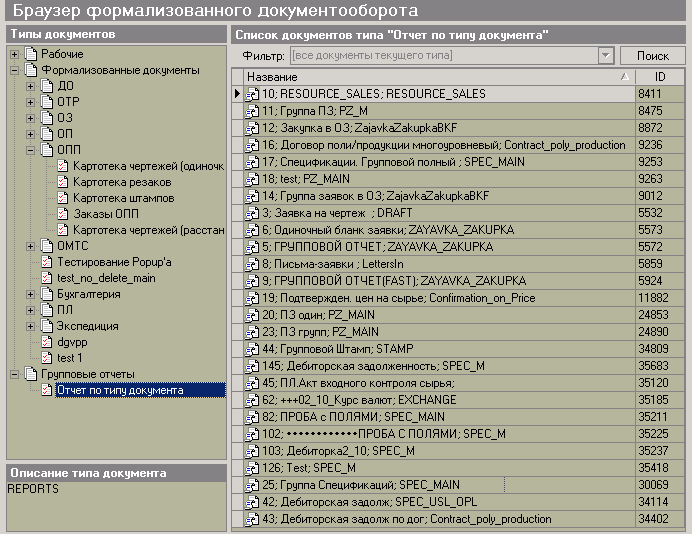 Браузер формализованного документооборота
Типы документов
Рабочие
Формализованные документы
ДО
ОТР
ОЗ
ОП
ОПП
Картотека чертежей (одиночк
Картотека резаков
Картотека штампов
Заказы ОПП
Картотека чертежей (расстан
ОМТС
Тестирование Popup'а
test_no_delete_main
Бухгалтерия
ПЛ
Экспедиция
dgvpp
test 1
Групповые отчеты
Отчет по типу документа
Описание типа документа
REPORTS
Список документов типа "Отчет по типу документа"
Фильтр: [все документы текущего типа] Поиск
Название ID
10; RESOURCE_SALES; RESOURCE_SALES 8411
11; Группа ПЗ; PZ_M 8475
12; Закупка в ОЗ; ZajavkaZakupkaBKF 8872
16; Договор поли/продукции многоуровневый; Contract_poly_production 9236
17; Спецификации. Групповой полный ; SPEC_MAIN 9253
18; test; PZ_MAIN 9263
14; Группа заявок в ОЗ; ZajavkaZakupkaBKF 9012
3; Заявка на чертеж  ; DRAFT 5532
6; Одиночный бланк заявки; ZAYAVKA_ZAKUPKA 5573
5; ГРУППОВОЙ ОТЧЕТ; ZAYAVKA_ZAKUPKA 5572
8; Письма-заявки ; LettersIn 5859
9; ГРУППОВОЙ ОТЧЕТ(FAST); ZAYAVKA_ZAKUPKA 5924
19; Подтвержден. цен на сырье; Confirmation_on_Price 11882
20; ПЗ один; PZ_MAIN 24853
23; ПЗ групп; PZ_MAIN 24890
44; Групповой Штамп; STAMP 34809
145; Дебиторская задолженность; SPEC_M 35683
45; ПЛ.Акт входного контроля сырья; 35120
62; +++02_10_Курс валют; EXCHANGE 35185
82; ПРОБА с ПОЛЯМИ; SPEC_MAIN 35211
102; ++++++++++++ПРОБА С ПОЛЯМИ; SPEC_M 35225
103; Дебиторка2_10; SPEC_M 35237
126; Test; SPEC_M 35418
25; Группа Спецификаций; SPEC_MAIN 30069
42; Дебиторская задолж; SPEC_USL_OPL 34114
43; Дебиторская задолж по дог; Contract_poly_production 34402